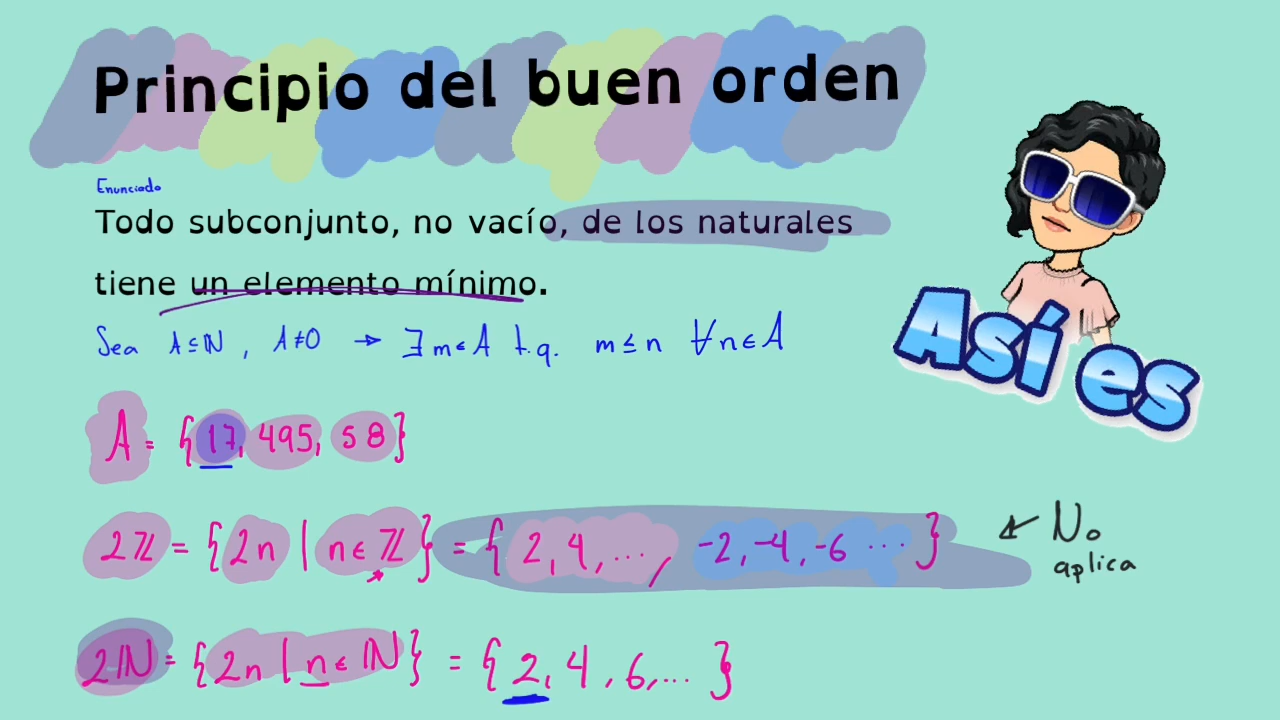 Principio del buen orden
Enunciado
Todo subconjunto, no vacío, de los naturales
tiene un elemento mínimo.
Sea A⊆ℕ, A≠0 → ∃m∈A t.q. m≤n ∀n∈A
Así es
A = {17, 495, 58}
2ℤ = {2n | n∈ℤ} = {2, 4, ..., -2, -4, -6 ...}
No
aplica
2ℕ = {2n | n∈ℕ} = {2, 4, 6, ...}